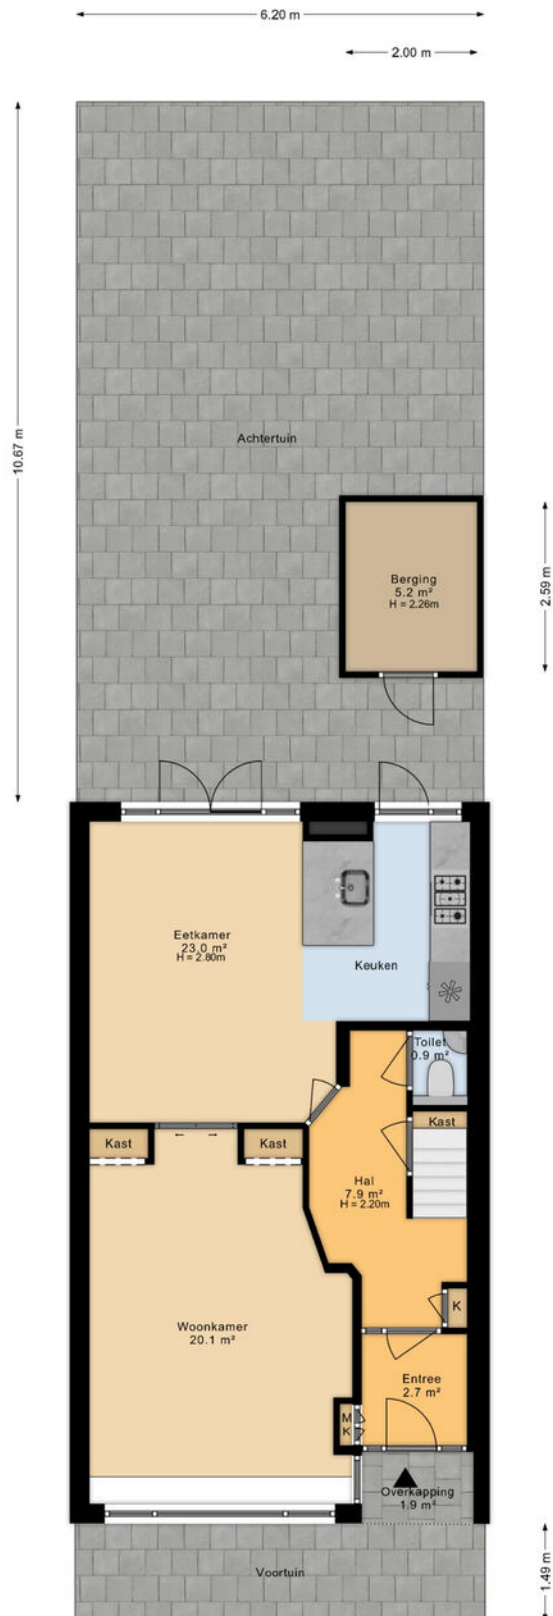 6.20 m
2.00 m
10.67 m
Achtertuin
2.59 m
Berging
5.2 m²
H = 2.26m
Eetkamer
23.0 m²
H = 2.80m
Keuken
Toilet
0.9 m²
Kast
Kast
Kast
Hal
7.9 m²
H = 2.20m
K
Woonkamer
20.1 m²
Entree
2.7 m²
M
K
Overkapping
1.9 m²
Voortuin
1.49 m